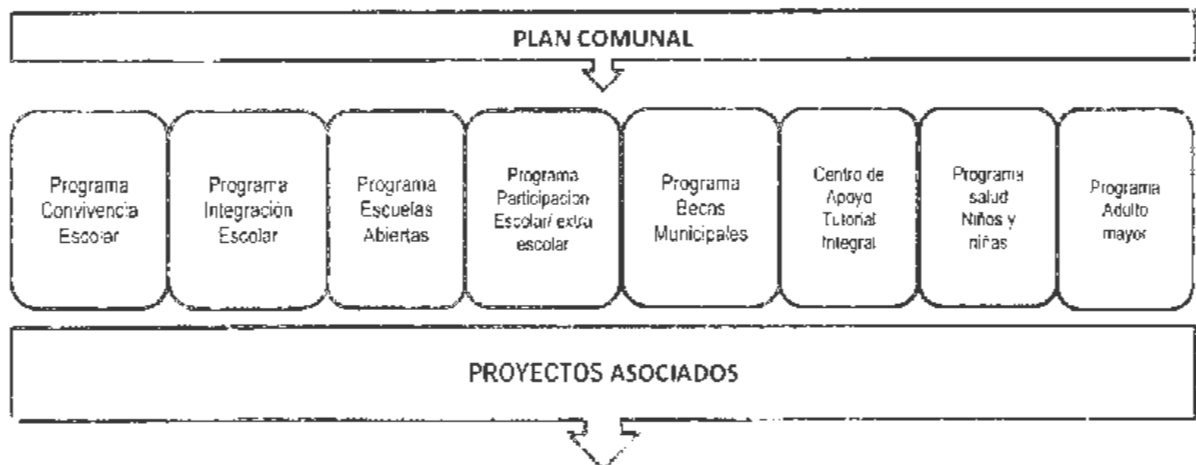 PLAN COMUNAL
Programa
Convivencia
Escolar
Programa
Integración
Escolar
Programa
Escuelas
Abiertas
Programa
Participacion
Escolar/ extra
escolar
Programa
Becas
Municipales
Centro de
Apoyo
Tutorial
Integral
Programa
salud
Niños y
niñas
Programa
Adulto
mayor
PROYECTOS ASOCIADOS